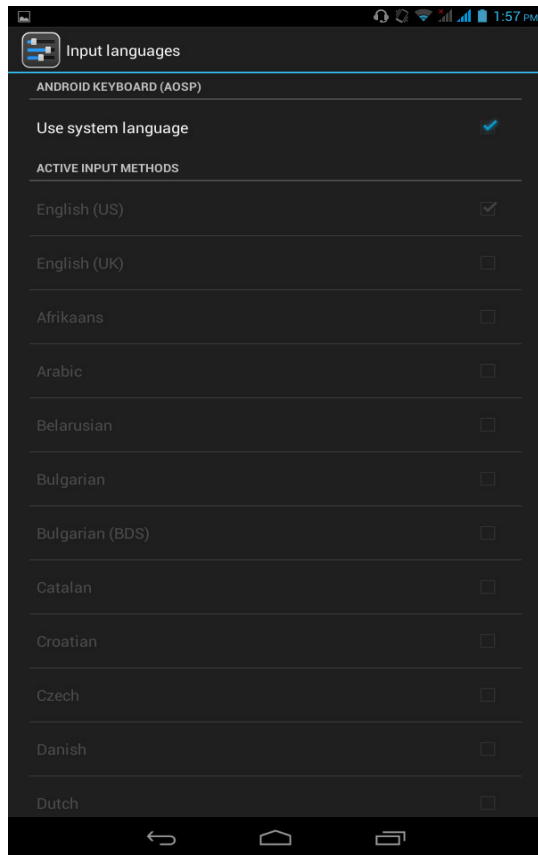 1:57 PM
Input languages
ANDROID KEYBOARD (AOSP)
Use system language
ACTIVE INPUT METHODS
English (US)
English (UK)
Afrikaans
Arabic
Belarusian
Bulgarian
Bulgarian (BDS)
Catalan
Croatian
Czech
Danish
Dutch